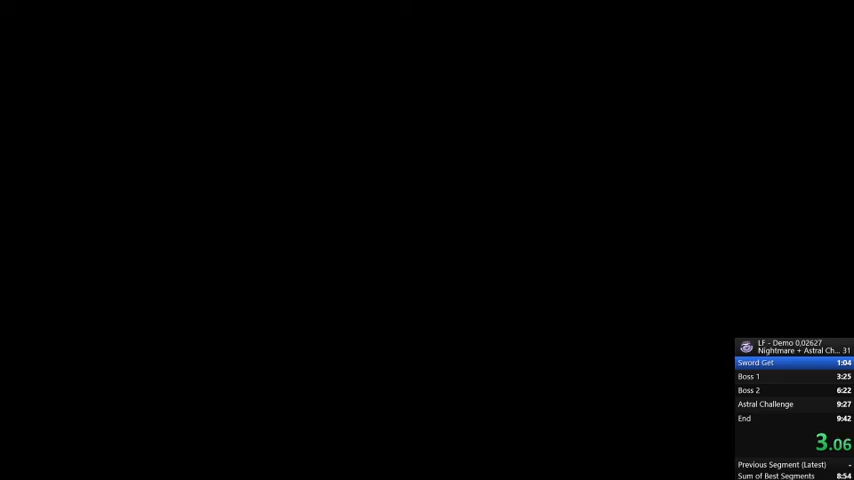 LF - Demo 0,02627
Nightmare + Astral Ch... 31
Sword Get 1:04
Boss 1 3:25
Boss 2 6:22
Astral Challenge 9:27
End 9:42
3.06
Previous Segment (Latest) -
Sum of Best Segments 8:54